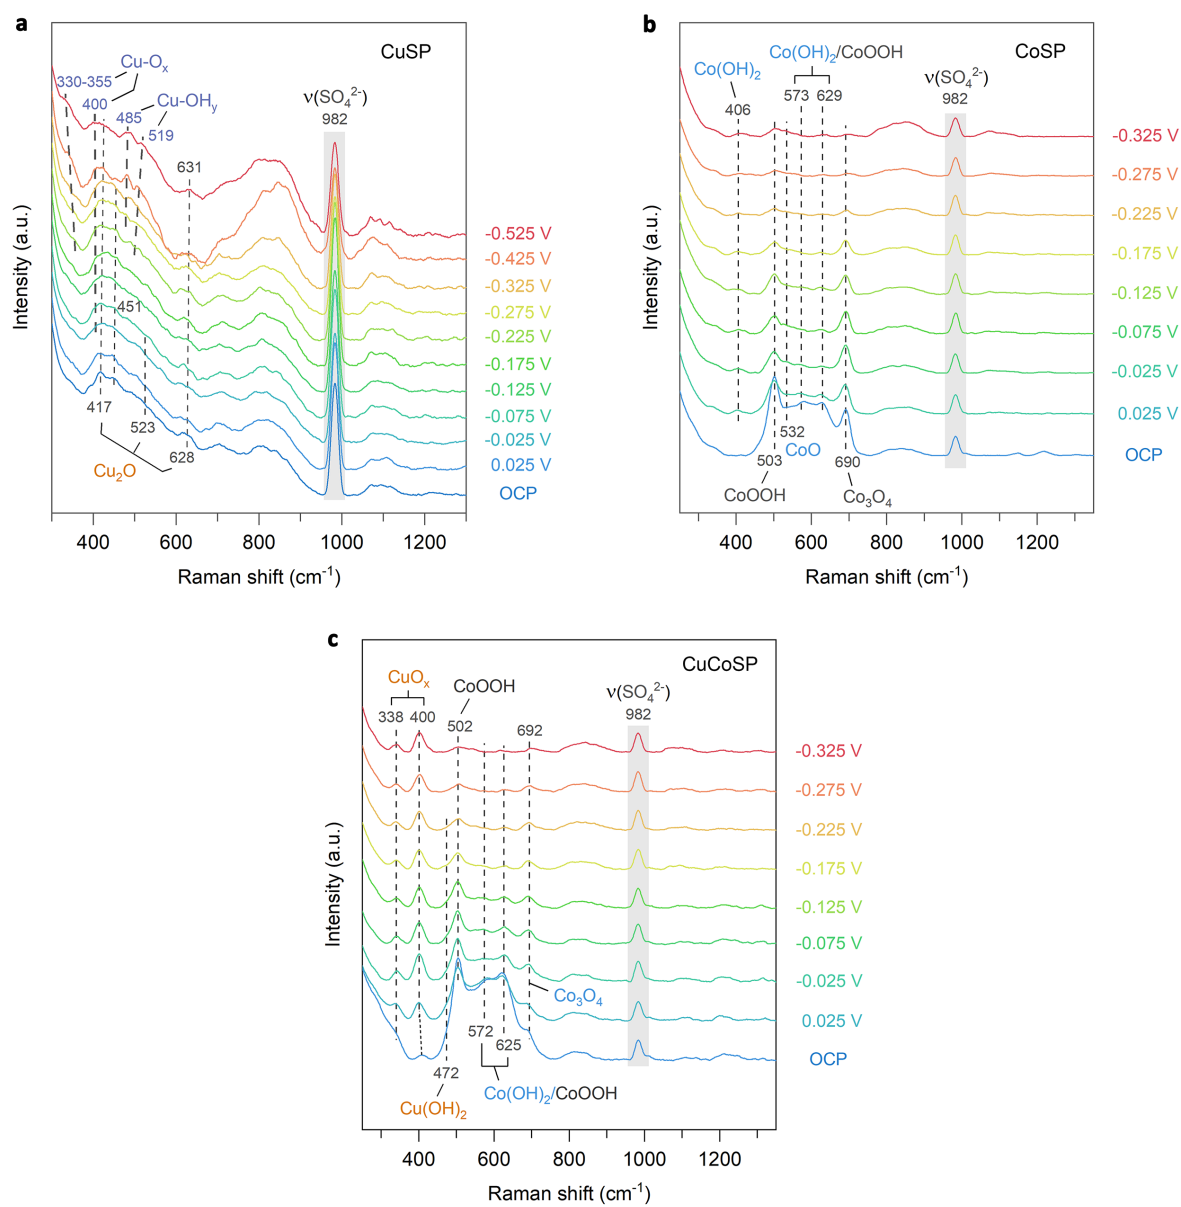 a
CuSP
Cu-Oₓ
330-355
400
485
Cu-OHᵧ
519
ν(SO₄²⁻)
982
631
-0.525 V
-0.425 V
-0.325 V
-0.275 V
-0.225 V
-0.175 V
-0.125 V
-0.075 V
-0.025 V
0.025 V
OCP
451
417
523
628
Cu₂O
Intensity (a.u.)
400 600 800 1000 1200
Raman shift (cm⁻¹)
b
CoSP
Co(OH)₂/CoOOH
Co(OH)₂
573 629
406
ν(SO₄²⁻)
982
-0.325 V
-0.275 V
-0.225 V
-0.175 V
-0.125 V
-0.075 V
-0.025 V
0.025 V
OCP
532
CoO
503
690
CoOOH
Co₃O₄
Intensity (a.u.)
400 600 800 1000 1200
Raman shift (cm⁻¹)
c
CuCoSP
CuOₓ
CoOOH
338 400
502
692
ν(SO₄²⁻)
982
-0.325 V
-0.275 V
-0.225 V
-0.175 V
-0.125 V
-0.075 V
-0.025 V
0.025 V
OCP
Co₃O₄
572
625
472
Co(OH)₂/CoOOH
Cu(OH)₂
Intensity (a.u.)
400 600 800 1000 1200
Raman shift (cm⁻¹)